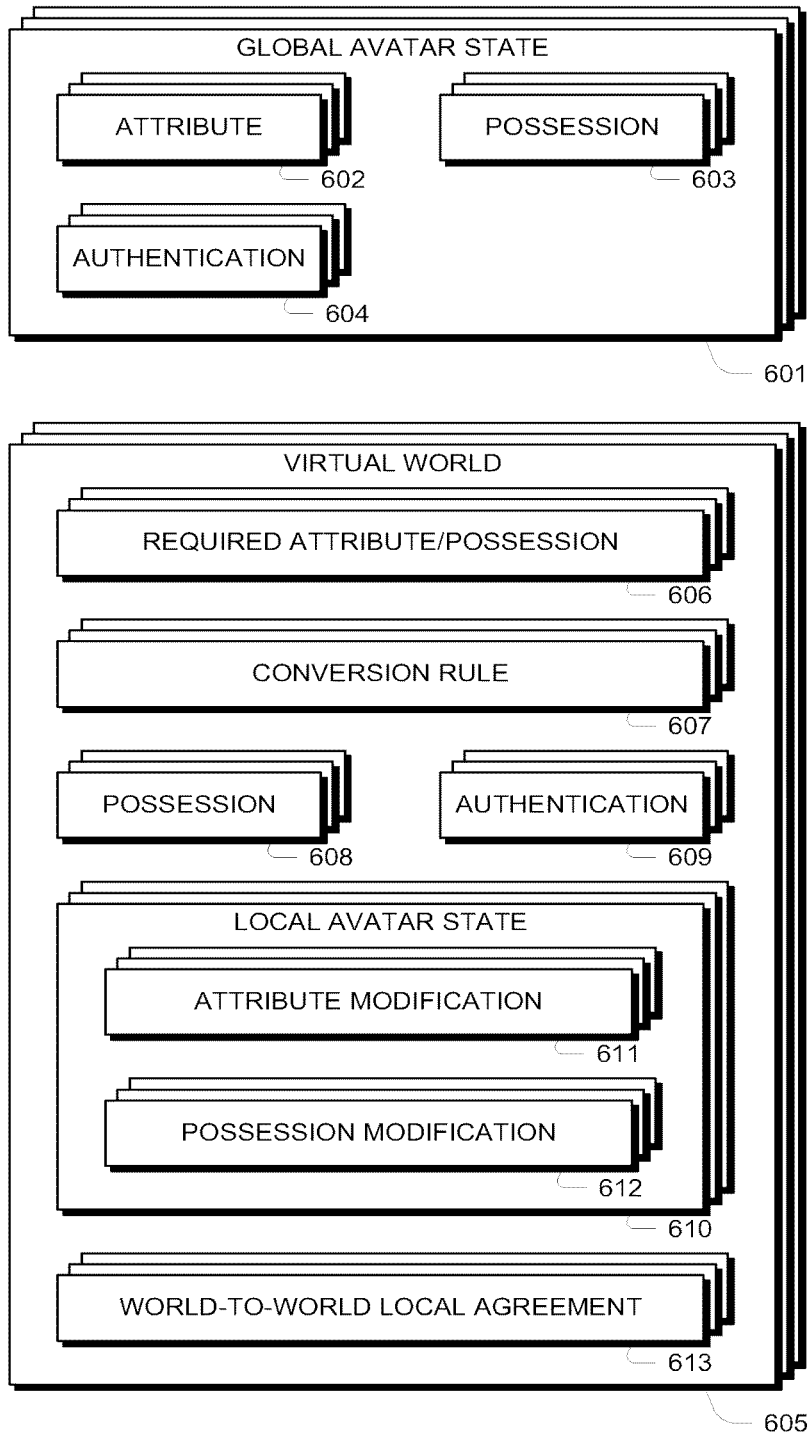 GLOBAL AVATAR STATE
ATTRIBUTE
POSSESSION
602
603
AUTHENTICATION
604
601
VIRTUAL WORLD
REQUIRED ATTRIBUTE/POSSESSION
606
CONVERSION RULE
607
POSSESSION
AUTHENTICATION
608
609
LOCAL AVATAR STATE
ATTRIBUTE MODIFICATION
611
POSSESSION MODIFICATION
612
610
WORLD-TO-WORLD LOCAL AGREEMENT
613
605